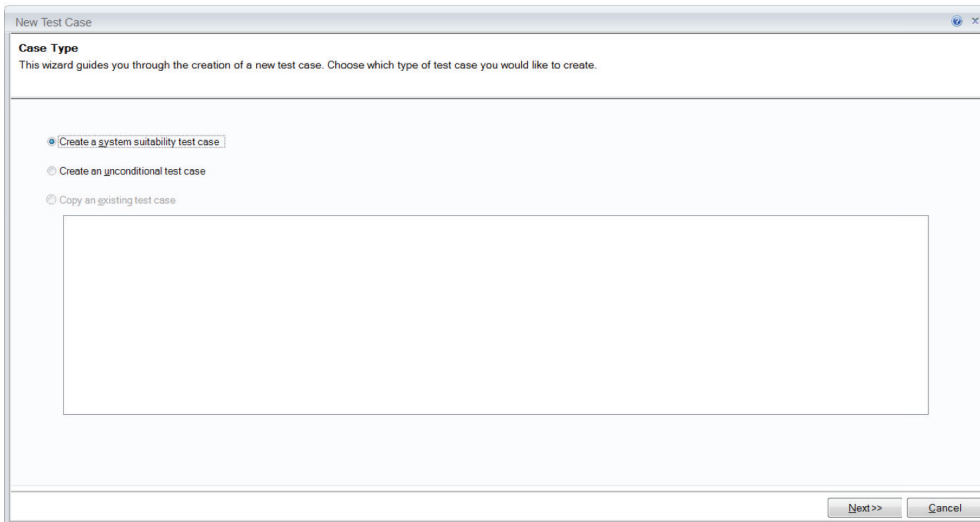 New Test Case
Case Type
This wizard guides you through the creation of a new test case. Choose which type of test case you would like to create.
Create a system suitability test case
Create an unconditional test case
Copy an existing test case
Next>>
Cancel